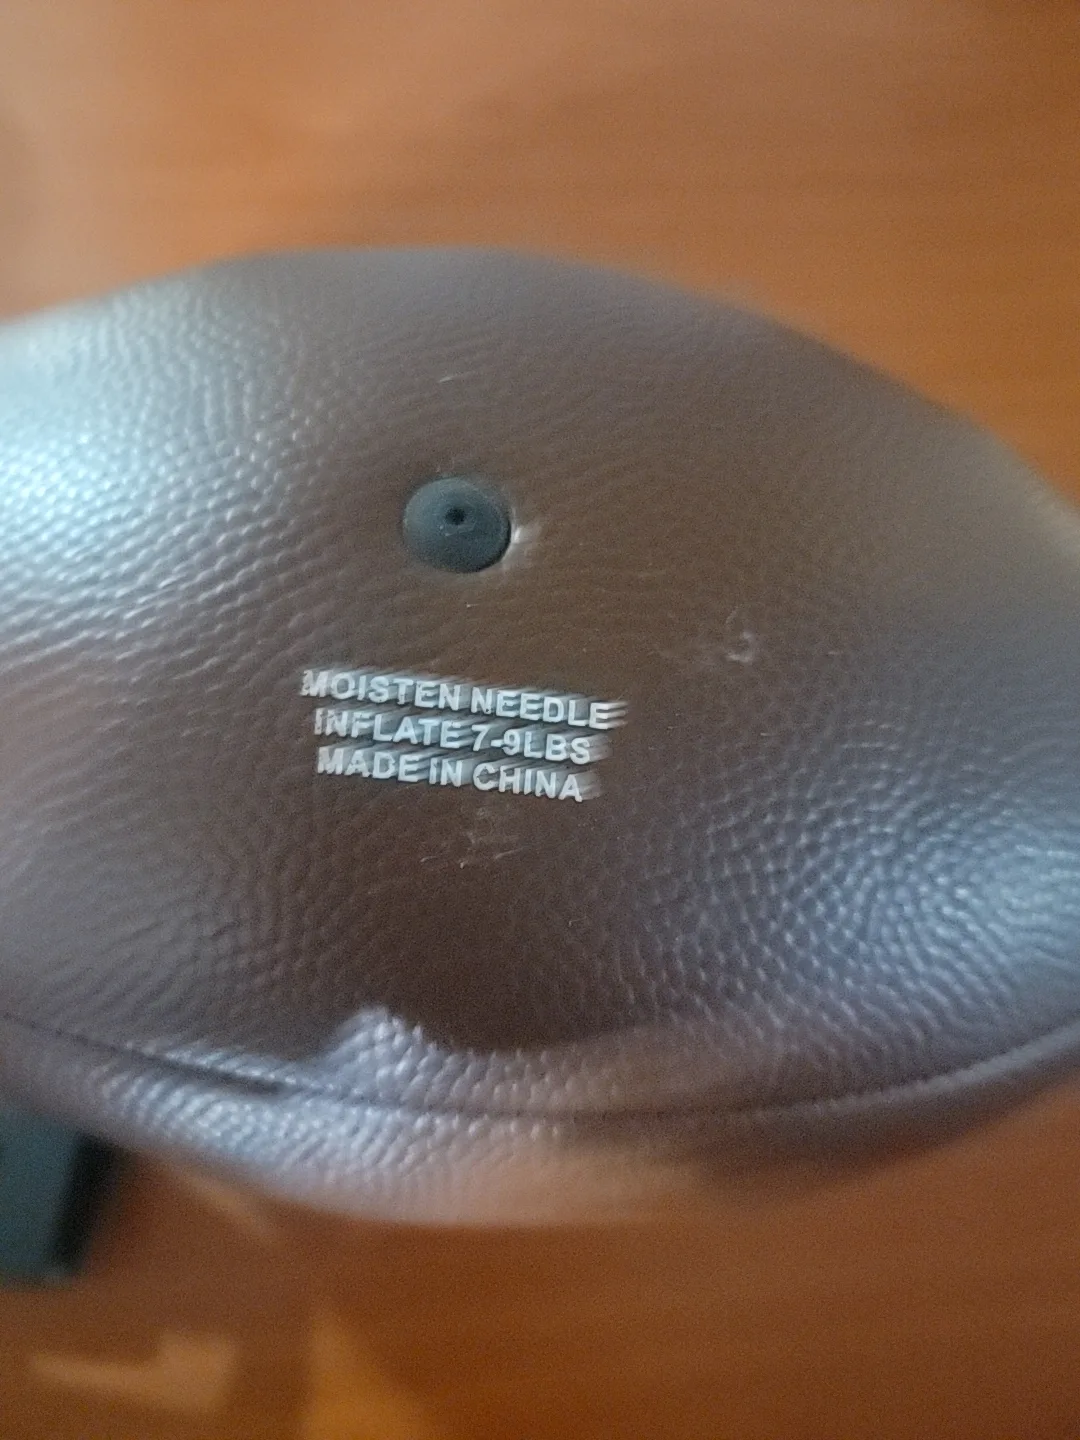 MOISTEN NEEDLE
INFLATE 7-9LBS
MADE IN CHINA